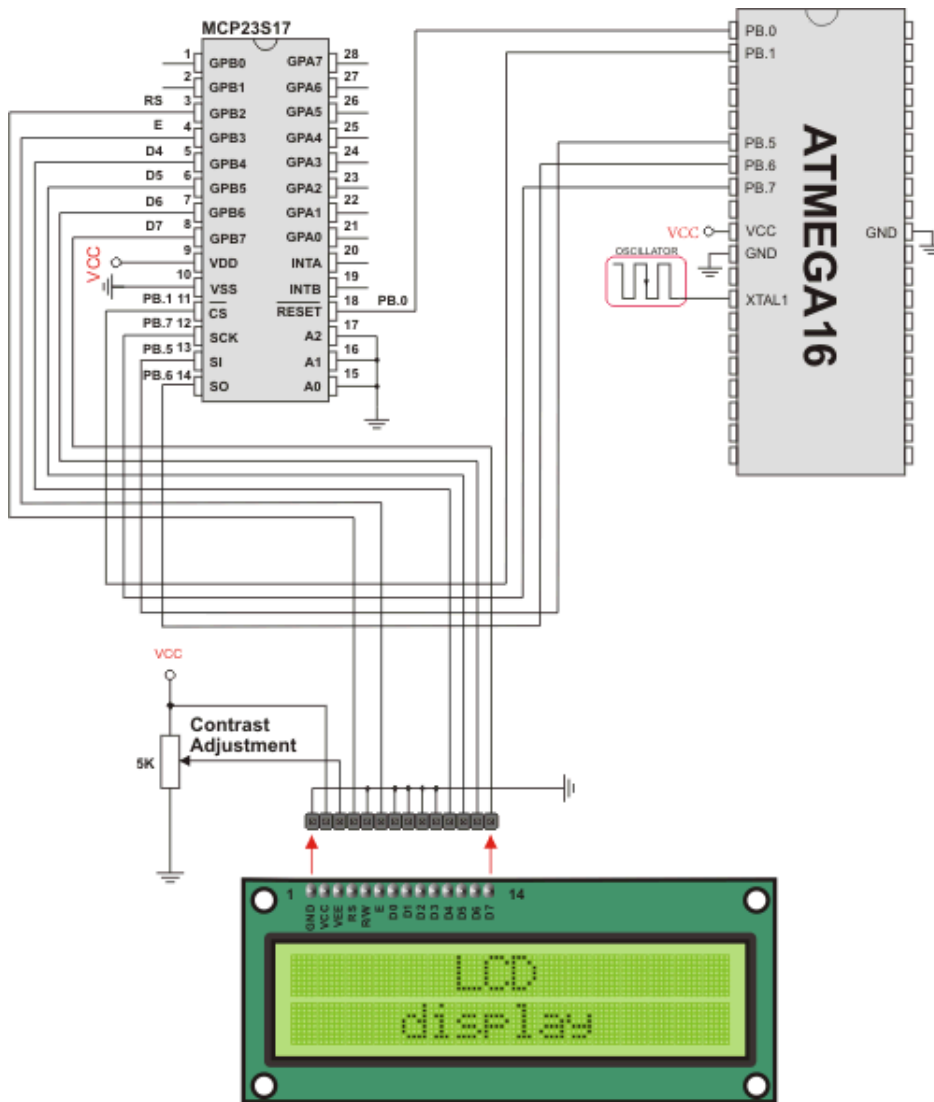 MCP23S17
1 GPB0 GPA7 28
2 GPB1 GPA6 27
RS 3 GPB2 GPA5 26
E 4 GPB3 GPA4 25
D4 5 GPB4 GPA3 24
D5 6 GPB5 GPA2 23
D6 7 GPB6 GPA1 22
D7 8 GPB7 GPA0 21
VCC 9 VDD INTA 20
10 VSS INTB 19
PB.1 11 CS RESET 18 PB.0
PB.7 12 SCK A2 17
PB.5 13 SI A1 16
PB.6 14 SO A0 15
PB.0
PB.1
PB.5
PB.6
PB.7
VCC VCC GND
GND
OSCILLATOR
XTAL1
ATMEGA16
VCC
Contrast
Adjustment
5K
1 14
GND VCC VEE RS R/W E D0 D1 D2 D3 D4 D5 D6 D7
LCD
display